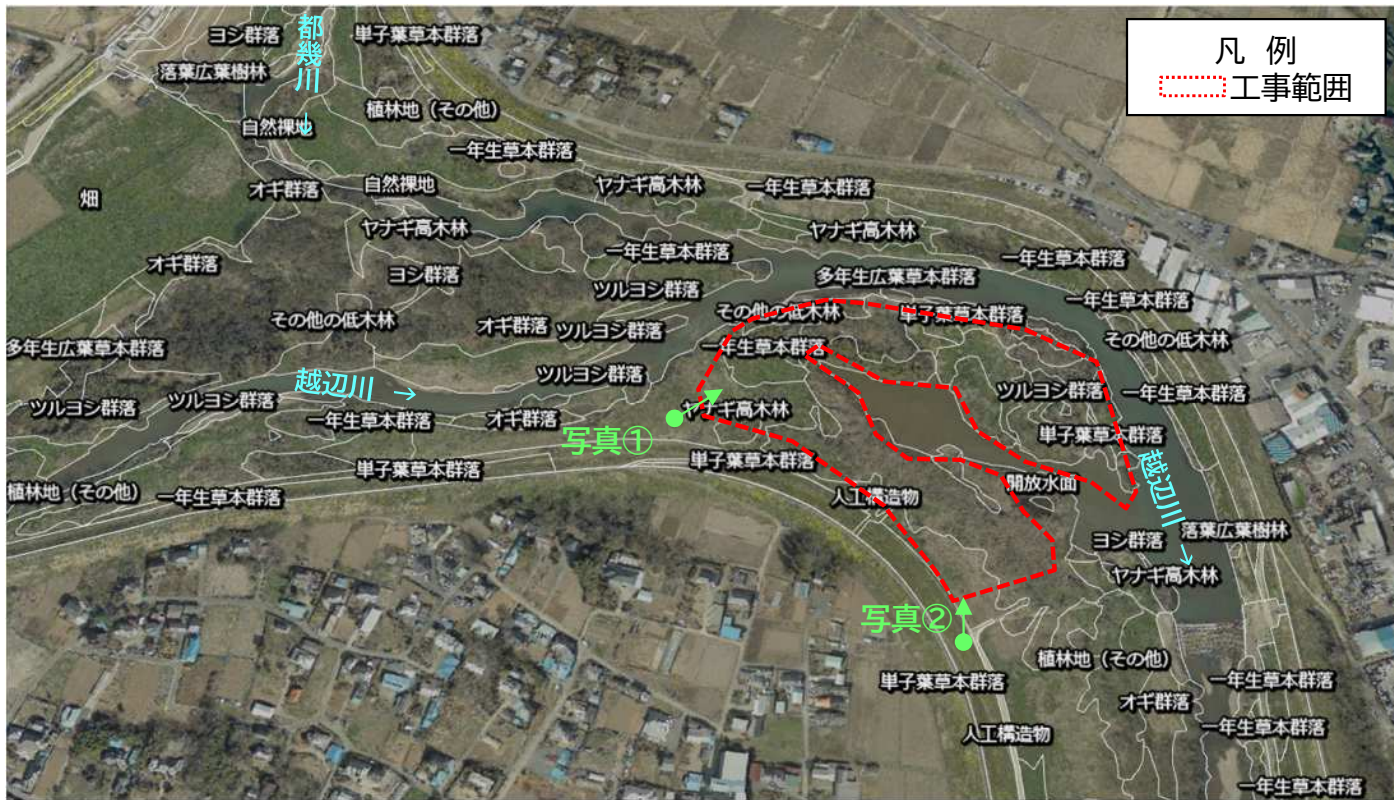 凡 例
工事範囲
都幾川
↓
ヨシ群落
単子葉草本群落
落葉広葉樹林
植林地（その他）
自然裸地
一年生草本群落
畑
オギ群落
自然裸地
ヤナギ高木林
一年生草本群落
ヤナギ高木林
ヤナギ高木林
一年生草本群落
一年生草本群落
オギ群落
ヨシ群落
多年生広葉草本群落
ツルヨシ群落
一年生草本群落
その他の低木林
オギ群落
ツルヨシ群落
その他の低木林
単子葉草本群落
その他の低木林
多年生広葉草本群落
一年生草本群落
ツルヨシ群落
越辺川 →
ツルヨシ群落
ツルヨシ群落
一年生草本群落
ツルヨシ群落
一年生草本群落
オギ群落
ヤナギ高木林
写真①
単子葉草本群落
単子葉草本群落
単子葉草本群落
越辺川 →
植林地（その他）
一年生草本群落
人工構造物
開放水面
落葉広葉樹林
ヨシ群落
ヤナギ高木林
写真②
植林地（その他）
単子葉草本群落
オギ群落
一年生草本群落
一年生草本群落
人工構造物
一年生草本群落